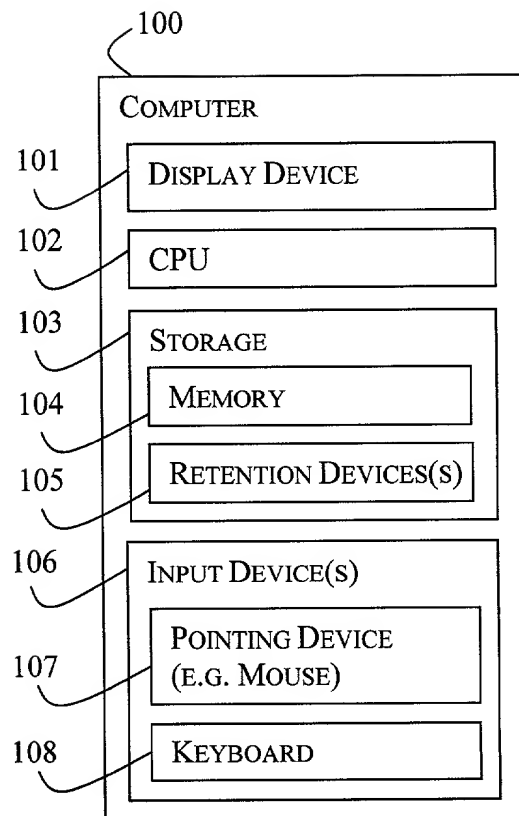 100
COMPUTER
101
DISPLAY DEVICE
102
CPU
103
STORAGE
104
MEMORY
105
RETENTION DEVICES(S)
106
INPUT DEVICE(S)
107
POINTING DEVICE
(E.G. MOUSE)
108
KEYBOARD